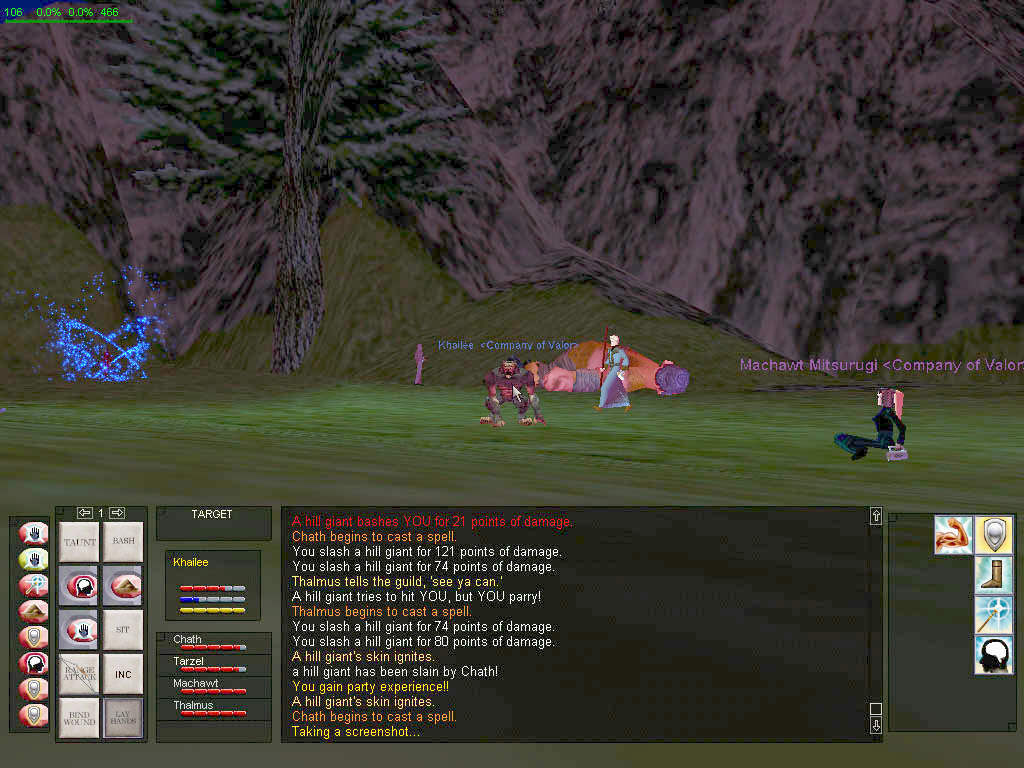 106 0.0% 0.0% 466
Khailee <Company of Valor>
Machawt Mitsurugi <Company of Valor
1
TAUNT
BASH
SIT
RANGE ATTACK
INC
BIND WOUND
LAY HANDS
TARGET
Khailee
Chath
Tarzel
Machawt
Thalmus
A hill giant bashes YOU for 21 points of damage.
Chath begins to cast a spell.
You slash a hill giant for 121 points of damage.
You slash a hill giant for 74 points of damage.
Thalmus tells the guild, 'see ya can.'
A hill giant tries to hit YOU, but YOU parry!
Thalmus begins to cast a spell.
You slash a hill giant for 74 points of damage.
You slash a hill giant for 80 points of damage.
A hill giant's skin ignites.
a hill giant has been slain by Chath!
You gain party experience!!
A hill giant's skin ignites.
Chath begins to cast a spell.
Taking a screenshot...